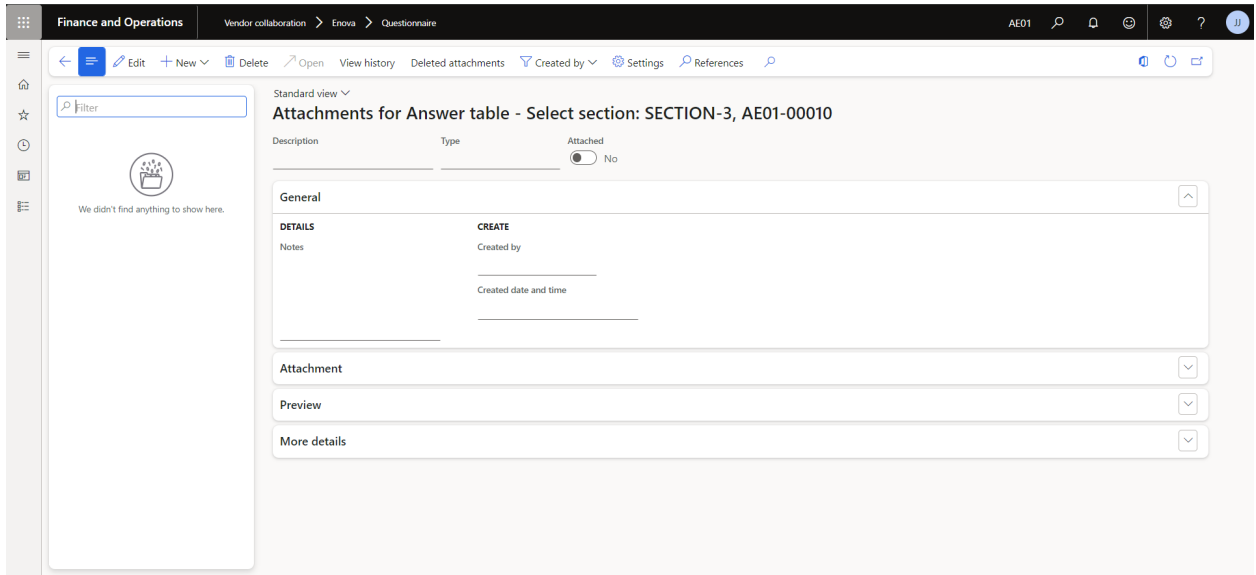 Finance and Operations Vendor collaboration Enova Questionnaire AE01 ? JJ
Edit New Delete Open View history Deleted attachments Created by Settings References
Filter
We didn't find anything to show here.
Standard view
Attachments for Answer table - Select section: SECTION-3, AE01-00010
Description Type Attached
No
General
DETAILS CREATE
Notes Created by
Created date and time
Attachment
Preview
More details